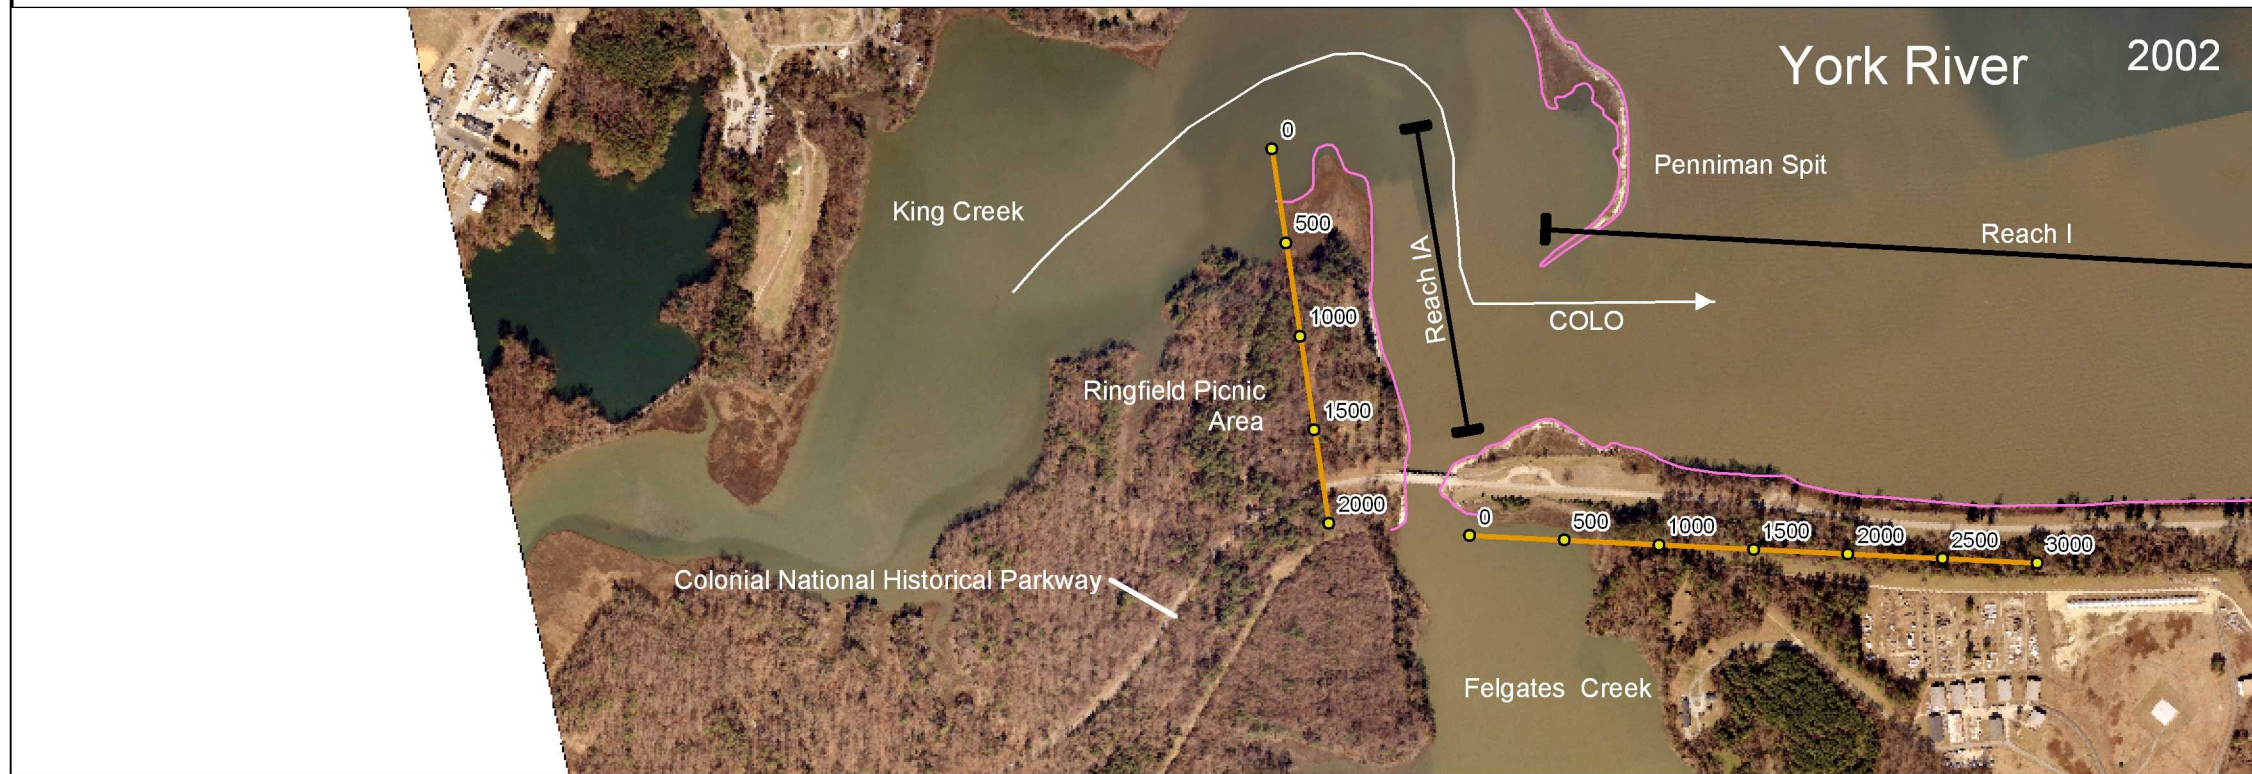 York River
2002
0
Penniman Spit
King Creek
500
Reach I
Reach IA
1000
COLO
Ringfield Picnic
Area
1500
2000
0
500
1000
1500
2000
2500
3000
Colonial National Historical Parkway
Felgates Creek